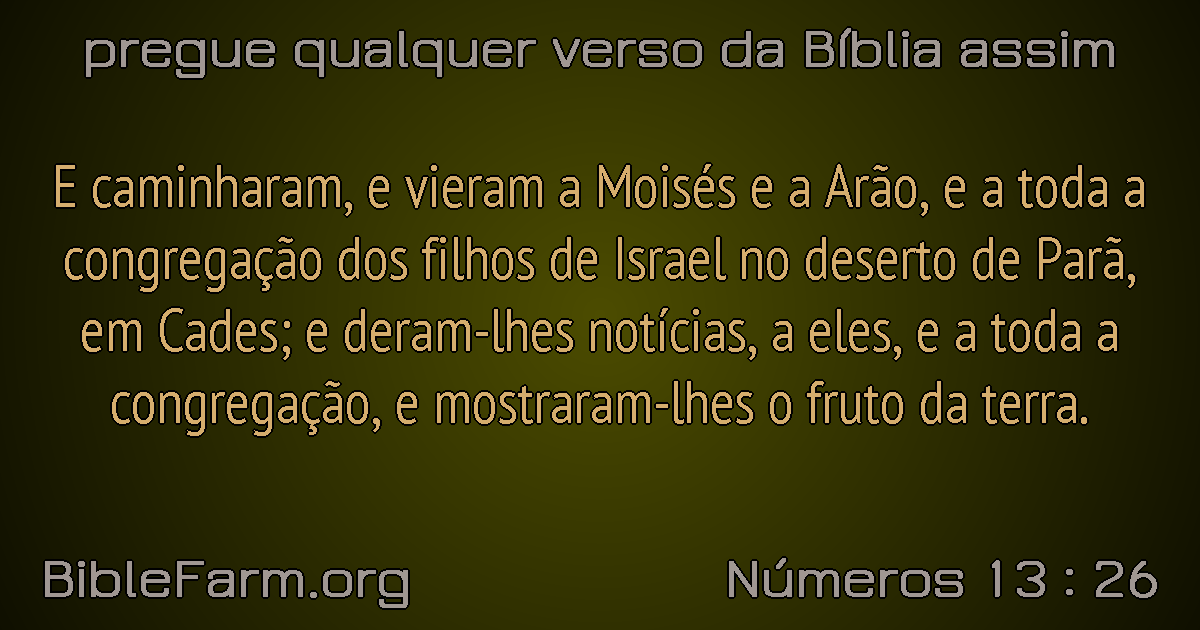 pregue qualquer verso da Bíblia assim
E caminharam, e vieram a Moisés e a Arão, e a toda a
congregação dos filhos de Israel no deserto de Parã,
em Cades; e deram-lhes notícias, a eles, e a toda a
congregação, e mostraram-lhes o fruto da terra.
BibleFarm.org
Números 13 : 26